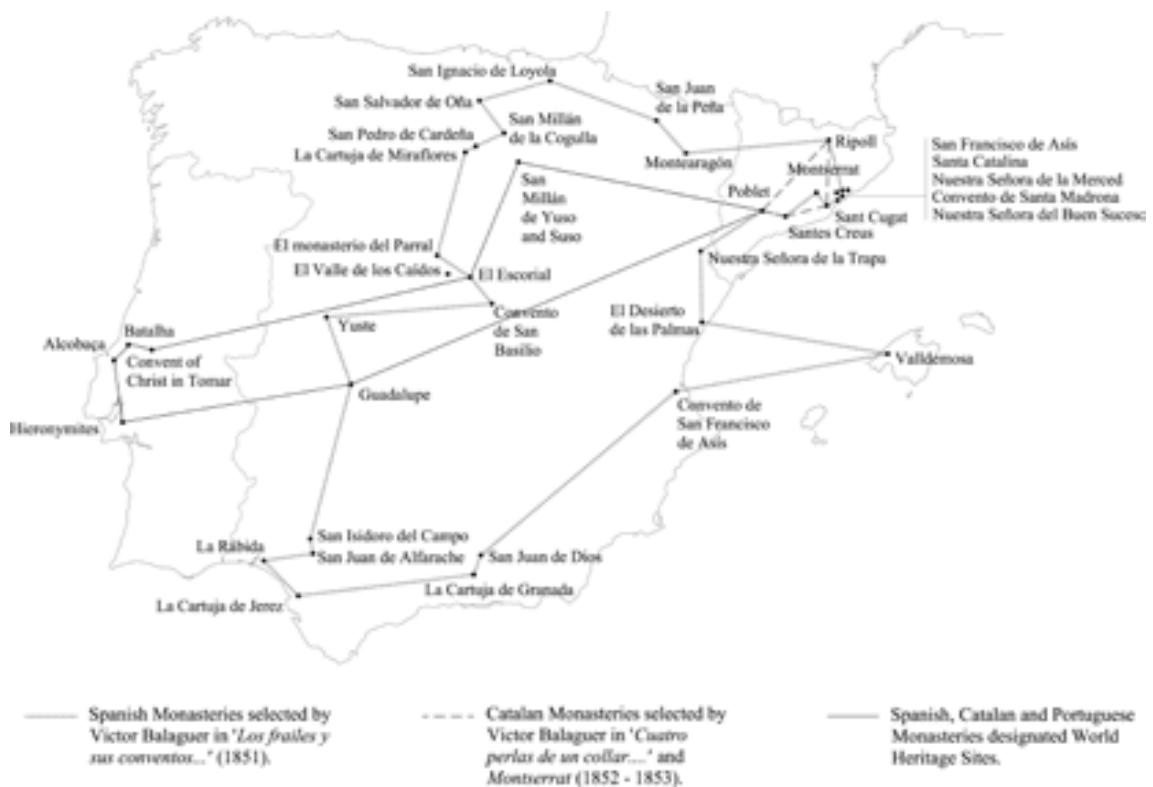 San Ignacio de Loyola
San Salvador de Oña
San Juan
de la Peña
San Pedro de Cardeña
San Millán
de la Cogulla
La Cartuja de Miraflores
Montearagón
Ripoll
Montserrat
San Francisco de Asís
Santa Catalina
Nuestra Señora de la Merced
Convento de Santa Madrona
Nuestra Señora del Buen Suceso
San
Millán
de Yuso
and Suso
Poblet
Sant Cugat
Santes Creus
El monasterio del Parral
El Valle de los Caídos
El Escorial
Nuestra Señora de la Trapa
Convento
de San
Basilio
El Desierto
de las Palmas
Yuste
Batalha
Alcobaça
Convent of
Christ in Tomar
Valldemosa
Guadalupe
Hieronymites
Convento de
San Francisco
de Asís
San Isidoro del Campo
La Rábida
San Juan de Alfarache
San Juan de Dios
La Cartuja de Granada
La Cartuja de Jerez
Spanish Monasteries selected by
Victor Balaguer in 'Los frailes y
sus conventos...' (1851).
Catalan Monasteries selected by
Victor Balaguer in 'Cuatro
perlas de un collar....' and
Montserrat (1852 - 1853).
Spanish, Catalan and Portuguese
Monasteries designated World
Heritage Sites.